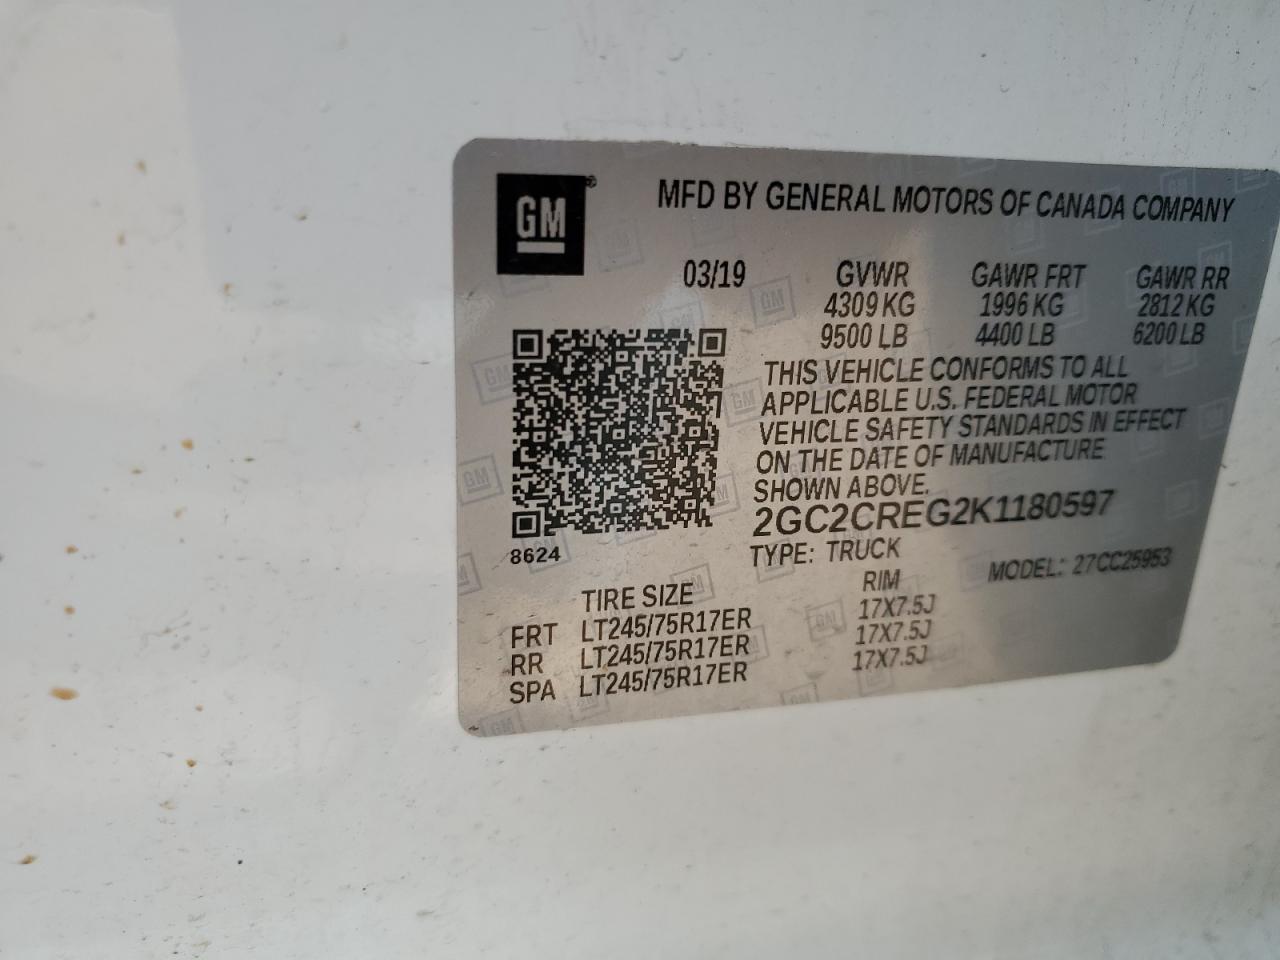 GM
MFD BY GENERAL MOTORS OF CANADA COMPANY
03/19 GVWR GAWR FRT GAWR RR
4309 KG 1996 KG 2812 KG
9500 LB 4400 LB 6200 LB
THIS VEHICLE CONFORMS TO ALL
APPLICABLE U.S. FEDERAL MOTOR
VEHICLE SAFETY STANDARDS IN EFFECT
ON THE DATE OF MANUFACTURE
SHOWN ABOVE.
2GC2CREG2K1180597
8624
TYPE: TRUCK MODEL: 27CC25953
TIRE SIZE RIM
FRT LT245/75R17ER 17X7.5J
RR LT245/75R17ER 17X7.5J
SPA LT245/75R17ER 17X7.5J